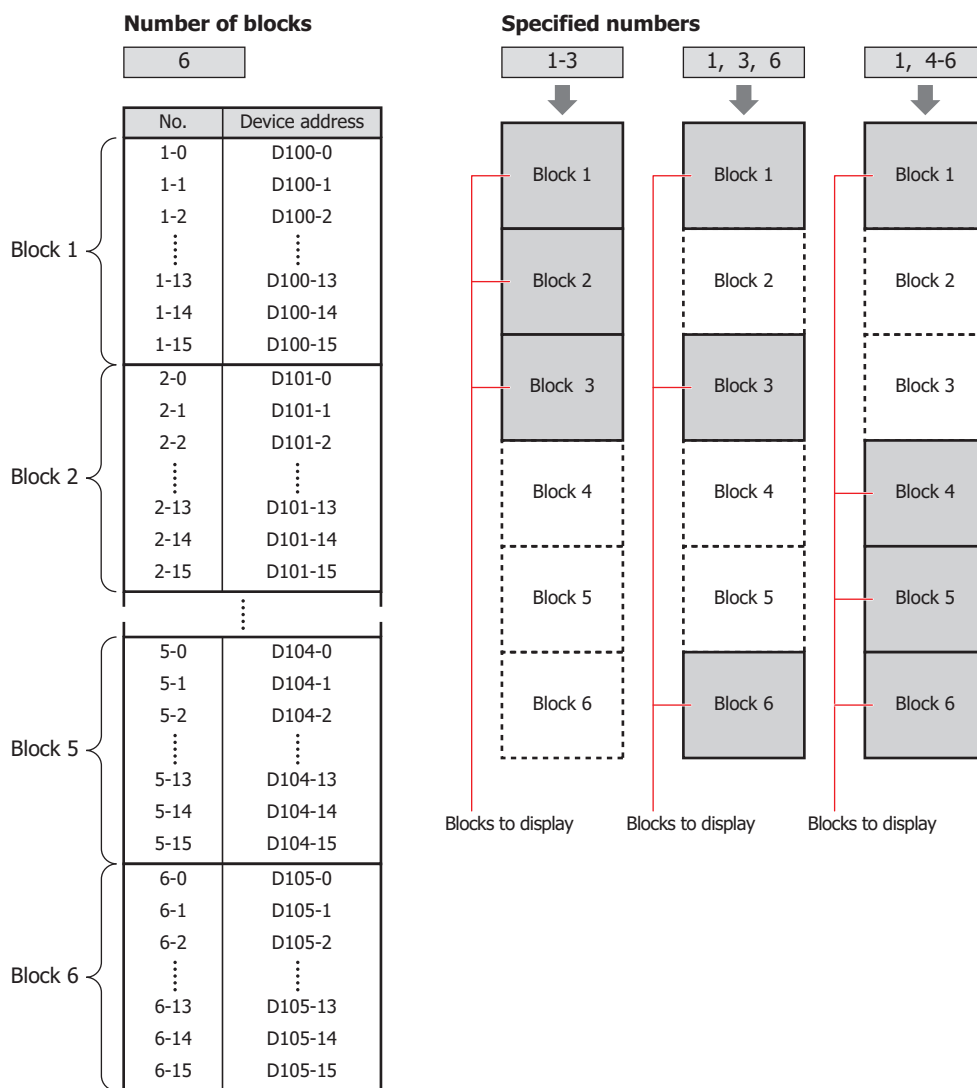 Number of blocks
6
No. Device address
Block 1
1-0 D100-0
1-1 D100-1
1-2 D100-2
1-13 D100-13
1-14 D100-14
1-15 D100-15
Block 2
2-0 D101-0
2-1 D101-1
2-2 D101-2
2-13 D101-13
2-14 D101-14
2-15 D101-15
Block 5
5-0 D104-0
5-1 D104-1
5-2 D104-2
5-13 D104-13
5-14 D104-14
5-15 D104-15
Block 6
6-0 D105-0
6-1 D105-1
6-2 D105-2
6-13 D105-13
6-14 D105-14
6-15 D105-15
Specified numbers
1-3
Block 1
Block 2
Block 3
Block 4
Block 5
Block 6
Blocks to display
1, 3, 6
Block 1
Block 2
Block 3
Block 4
Block 5
Block 6
Blocks to display
1, 4-6
Block 1
Block 2
Block 3
Block 4
Block 5
Block 6
Blocks to display